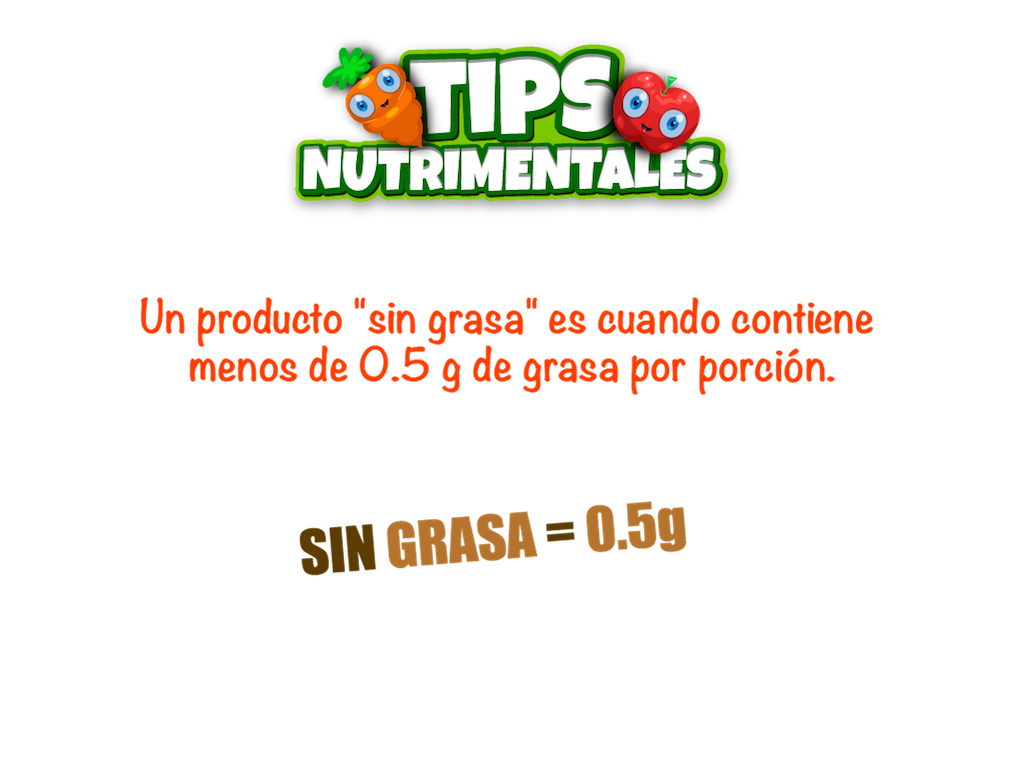 TIPS
NUTRIMENTALES
Un producto "sin grasa" es cuando contiene
menos de 0.5 g de grasa por porción.
SIN GRASA = 0.5g